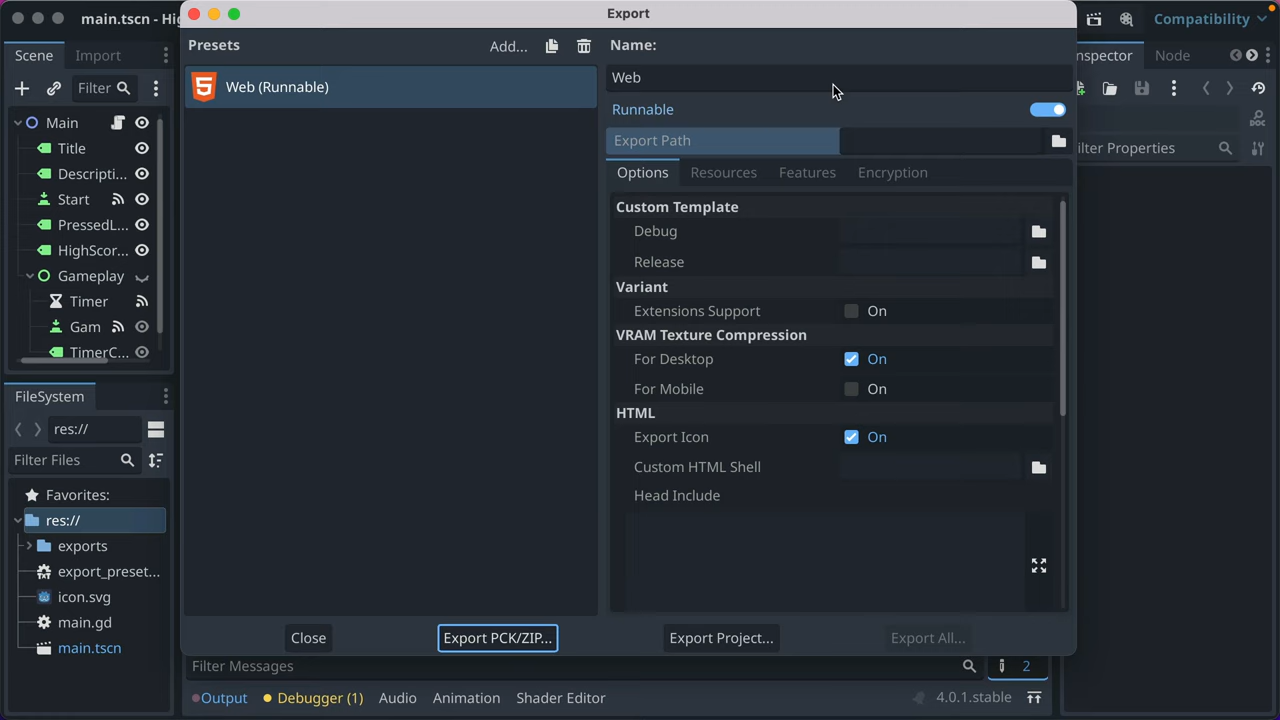 main.tscn - Hi
Export
Compatibility
Scene
Import
Presets
Add...
Name:
nspector
Node
Filter
Web (Runnable)
Web
Runnable
Main
Export Path
Title
ilter Properties
Descripti...
Options
Resources
Features
Encryption
Start
Custom Template
PressedL...
Debug
HighScor...
Release
Gameplay
Variant
Timer
Extensions Support
On
Gam
VRAM Texture Compression
TimerC...
For Desktop
On
For Mobile
On
FileSystem
HTML
res://
Export Icon
On
Filter Files
Custom HTML Shell
Favorites:
Head Include
res://
exports
export_preset...
icon.svg
main.gd
main.tscn
Close
Export PCK/ZIP...
Export Project...
Export All...
Filter Messages
2
Output
Debugger (1)
Audio
Animation
Shader Editor
4.0.1.stable